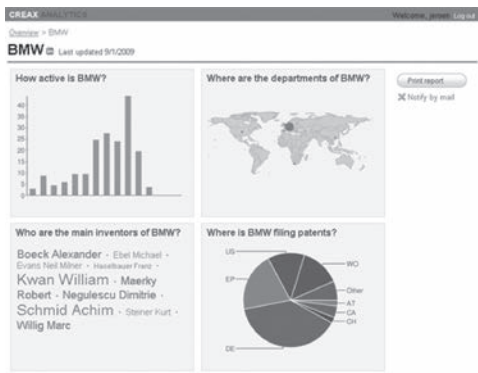 CREAX ANALYTICS
Welcome, jeroen Log out
Overview > BMW
BMW Last updated 9/1/2009
How active is BMW?
40
35
30
25
20
15
10
5
0
Where are the departments of BMW?
Print report
Notify by mail
Who are the main inventors of BMW?
Boeck Alexander · Ebel Michael ·
Evans Neil Milner · Haselbauer Franz ·
Kwan William · Maerky
Robert · Negulescu Dimitrie ·
Schmid Achim · Steiner Kurt ·
Willig Marc
Where is BMW filing patents?
US
WO
EP
Other
AT
CA
CH
DE